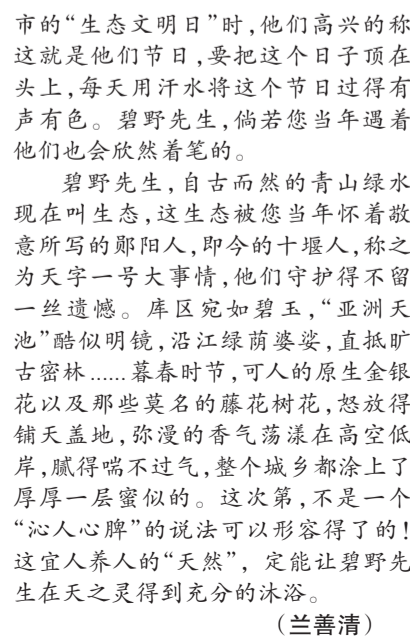 市的“生态文明日”时,他们高兴的称
这就是他们节日,要把这个日子顶在
头上,每天用汗水将这个节日过得有
声有色。碧野先生,倘若您当年遇着
他们也会欣然着笔的。
碧野先生,自古而然的青山绿水
现在叫生态,这生态被您当年怀着敬
意所写的郧阳人,即今的十堰人,称之
为天字一号大事情,他们守护得不留
一丝遗憾。库区宛如碧玉,“亚洲天
池”酷似明镜,沿江绿荫婆娑,直抵旷
古密林......暮春时节,可人的原生金银
花以及那些莫名的藤花树花,怒放得
铺天盖地,弥漫的香气荡漾在高空低
岸,腻得喘不过气,整个城乡都涂上了
厚厚一层蜜似的。这次第,不是一个
“沁人心脾”的说法可以形容得了的!
这宜人养人的“天然”,定能让碧野先
生在天之灵得到充分的沐浴。
(兰善清)